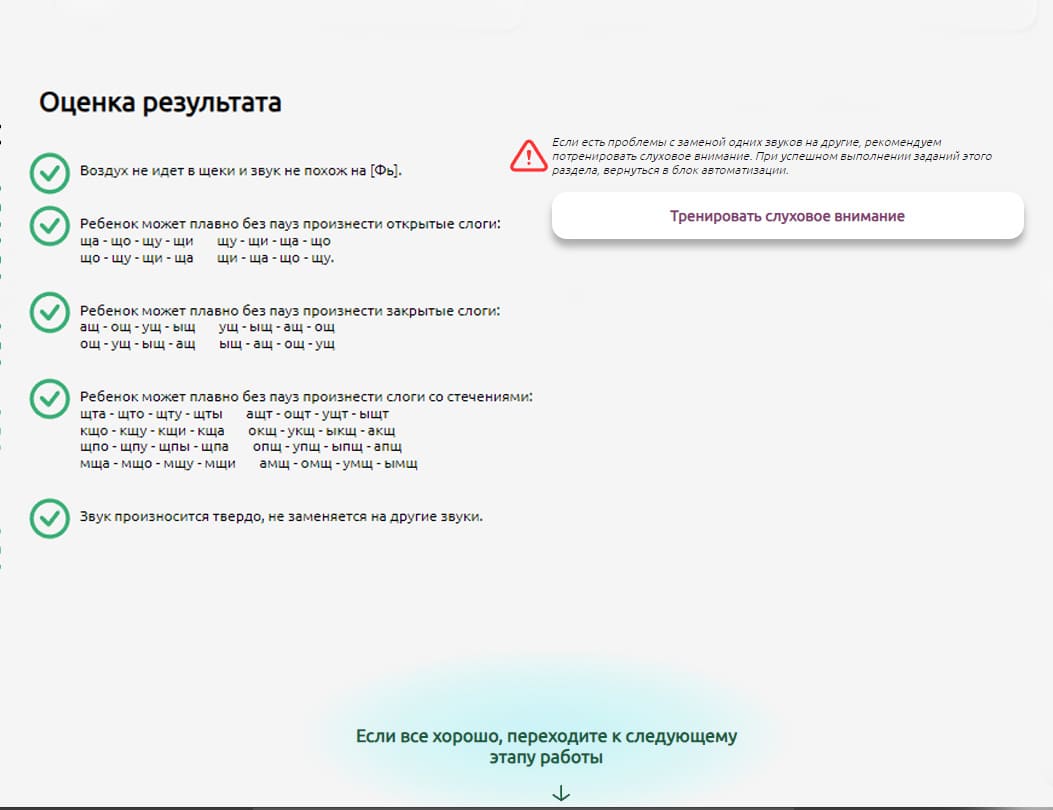 Оценка результата
Воздух не идет в щеки и звук не похож на [Фь].
Ребенок может плавно без пауз произнести открытые слоги:
ща - що - щу - щи щу - щи - ща - що
що - щу - щи - ща щи - ща - що - щу.
Ребенок может плавно без пауз произнести закрытые слоги:
ащ - ощ - ущ - ыщ ущ - ыщ - ащ - ощ
ощ - ущ - ыщ - ащ ыщ - ащ - ощ - ущ
Ребенок может плавно без пауз произнести слоги со стечениями:
щта - щто - щту - щты ащт - ощт - ущт - ыщт
кщо - кщу - кщи - кща окщ - укщ - ыкщ - акщ
щпо - щпу - щпы - щпа опщ - упщ - ыпщ - апщ
мща - мщо - мщу - мщи амщ - омщ - умщ - ымщ
Звук произносится твердо, не заменяется на другие звуки.
Если есть проблемы с заменой одних звуков на другие, рекомендуем
потренировать слуховое внимание. При успешном выполнении заданий этого
раздела, вернуться в блок автоматизации.
Тренировать слуховое внимание
Если все хорошо, переходите к следующему
этапу работы